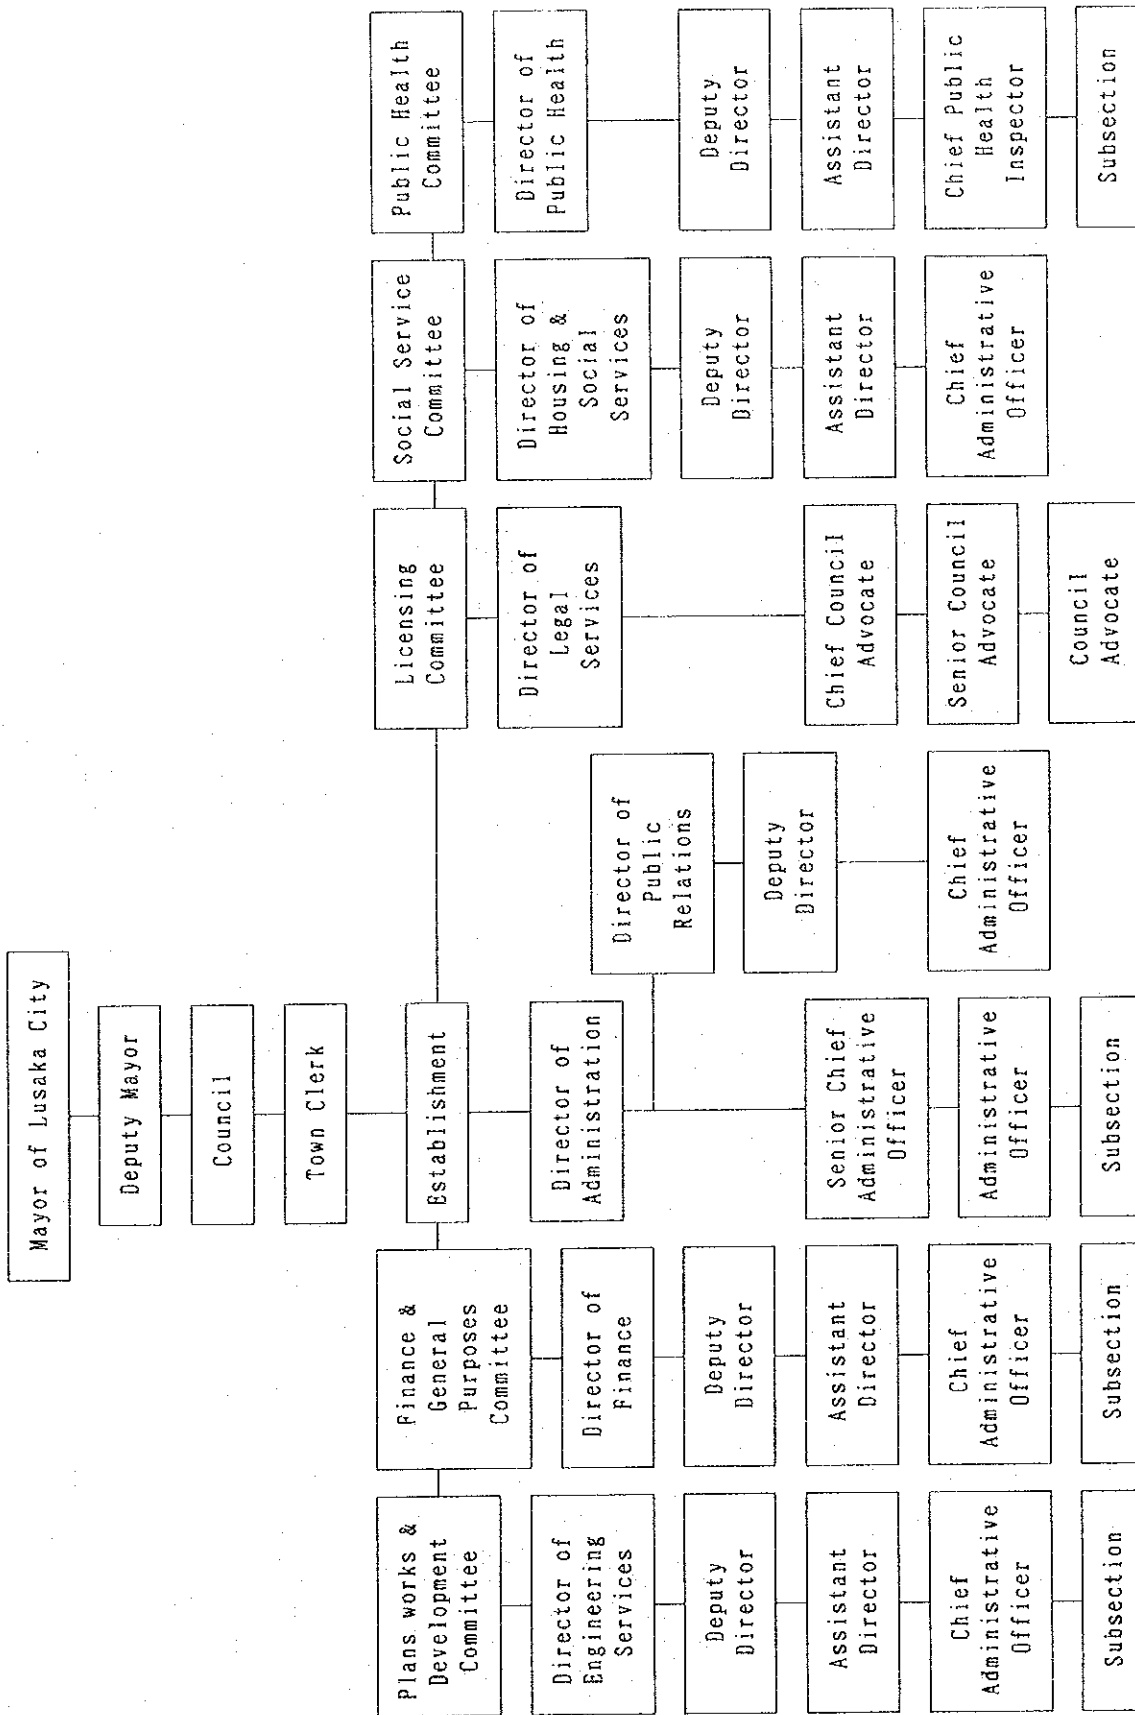 Mayor of Lusaka City
Deputy Mayor
Council
Town Clerk
Plans works &
Development
Committee
Finance &
General
Purposes
Committee
Establishment
Licensing
Committee
Social Service
Committee
Public Health
Committee
Director of
Engineering
Services
Director of
Finance
Director of
Administration
Director of
Public
Relations
Director of
Legal
Services
Director of
Housing &
Social
Services
Director of
Public Health
Deputy
Director
Deputy
Director
Deputy
Director
Deputy
Director
Deputy
Director
Assistant
Director
Assistant
Director
Senior Chief
Administrative
Officer
Chief Council
Advocate
Assistant
Director
Assistant
Director
Chief
Administrative
Officer
Chief
Administrative
Officer
Administrative
Officer
Chief
Administrative
Officer
Senior Council
Advocate
Chief
Administrative
Officer
Chief Public
Health
Inspector
Subsection
Subsection
Subsection
Council
Advocate
Subsection